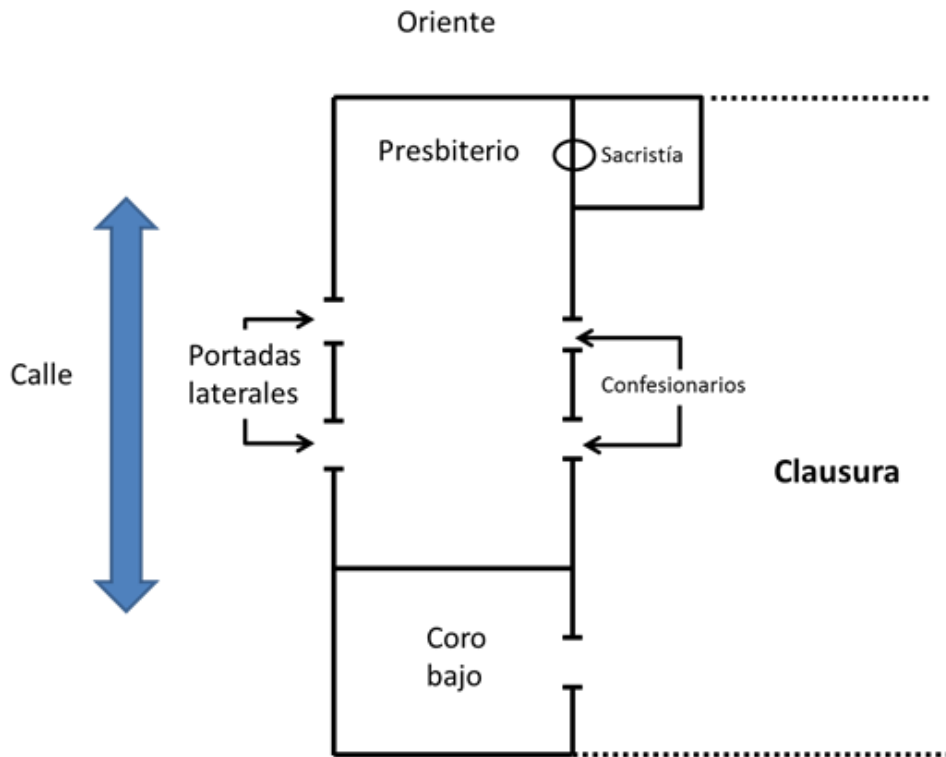 Oriente
Presbiterio
Sacristía
Calle
Portadas
laterales
Confesionarios
Clausura
Coro
bajo